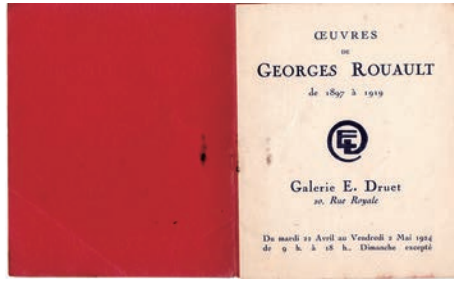 ŒUVRES
DE
GEORGES ROUAULT
de 1897 à 1919
Galerie E. Druet
20, Rue Royale
Du mardi 22 Avril au Vendredi 2 Mai 1924
de 9 h. à 18 h., Dimanche excepté